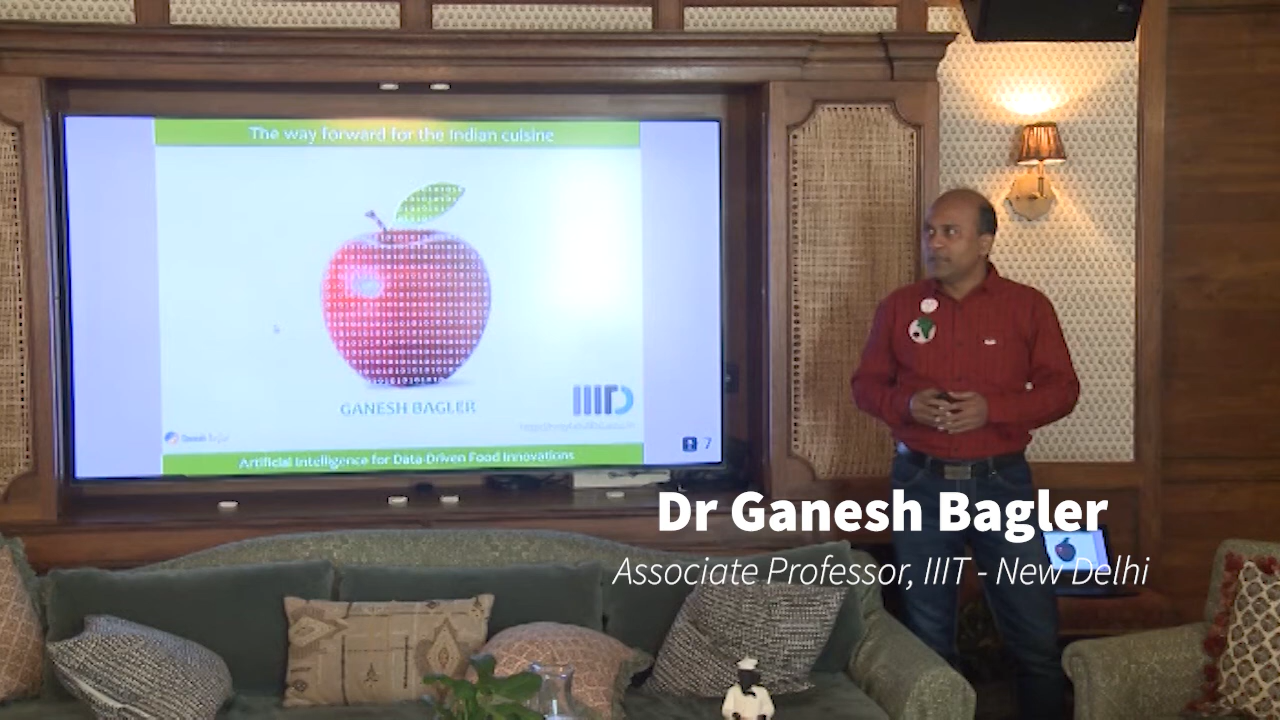 The way forward for the Indian cuisine
GANESH BAGLER
IIITD
7
Artificial Intelligence for Data-Driven Food Innovations
Dr Ganesh Bagler
Associate Professor, IIIT - New Delhi